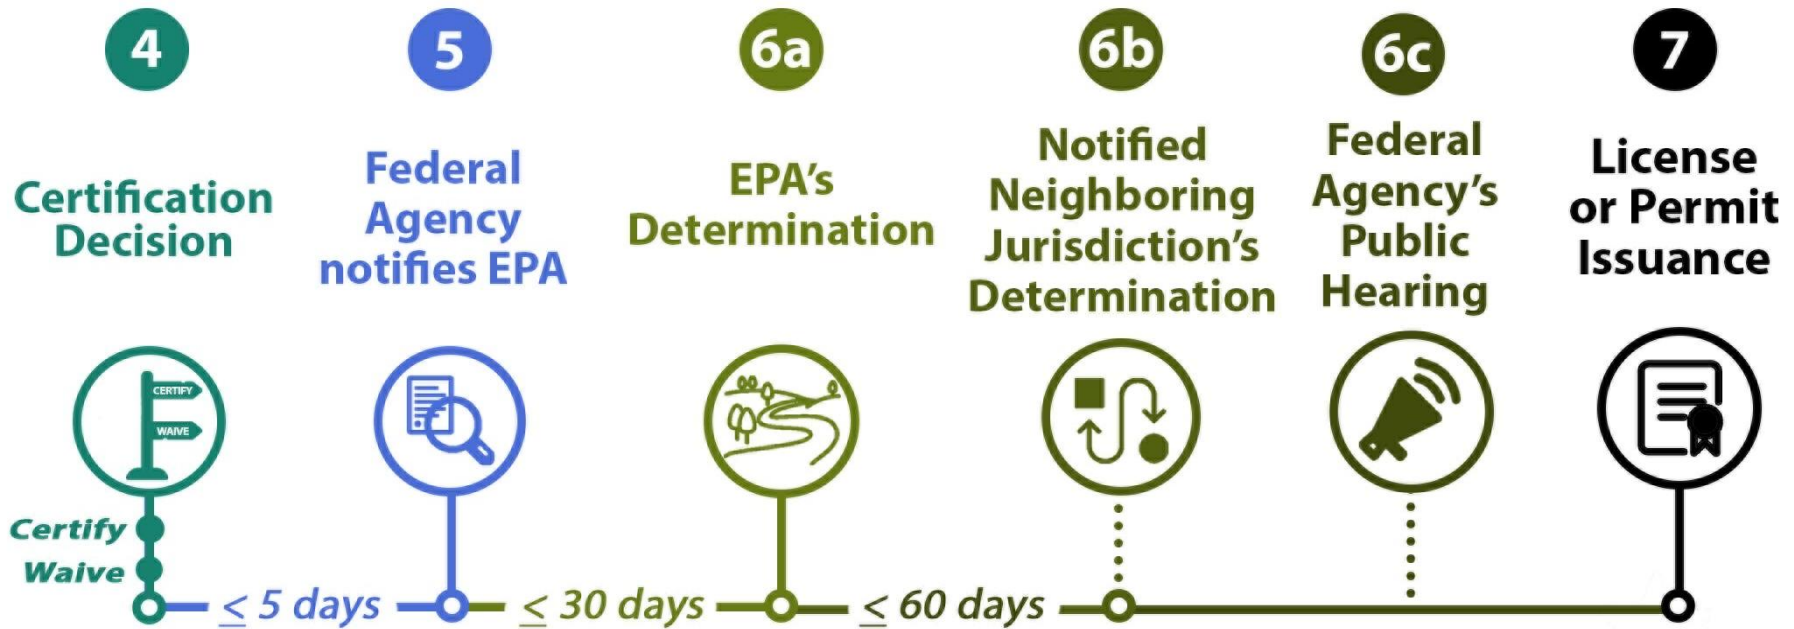 4
Certification
Decision
CERTIFY
WAIVE
Certify
Waive
≤ 5 days
5
Federal
Agency
notifies EPA
≤ 30 days
6a
EPA's
Determination
≤ 60 days
6b
Notified
Neighboring
Jurisdiction's
Determination
6c
Federal
Agency's
Public
Hearing
7
License
or Permit
Issuance